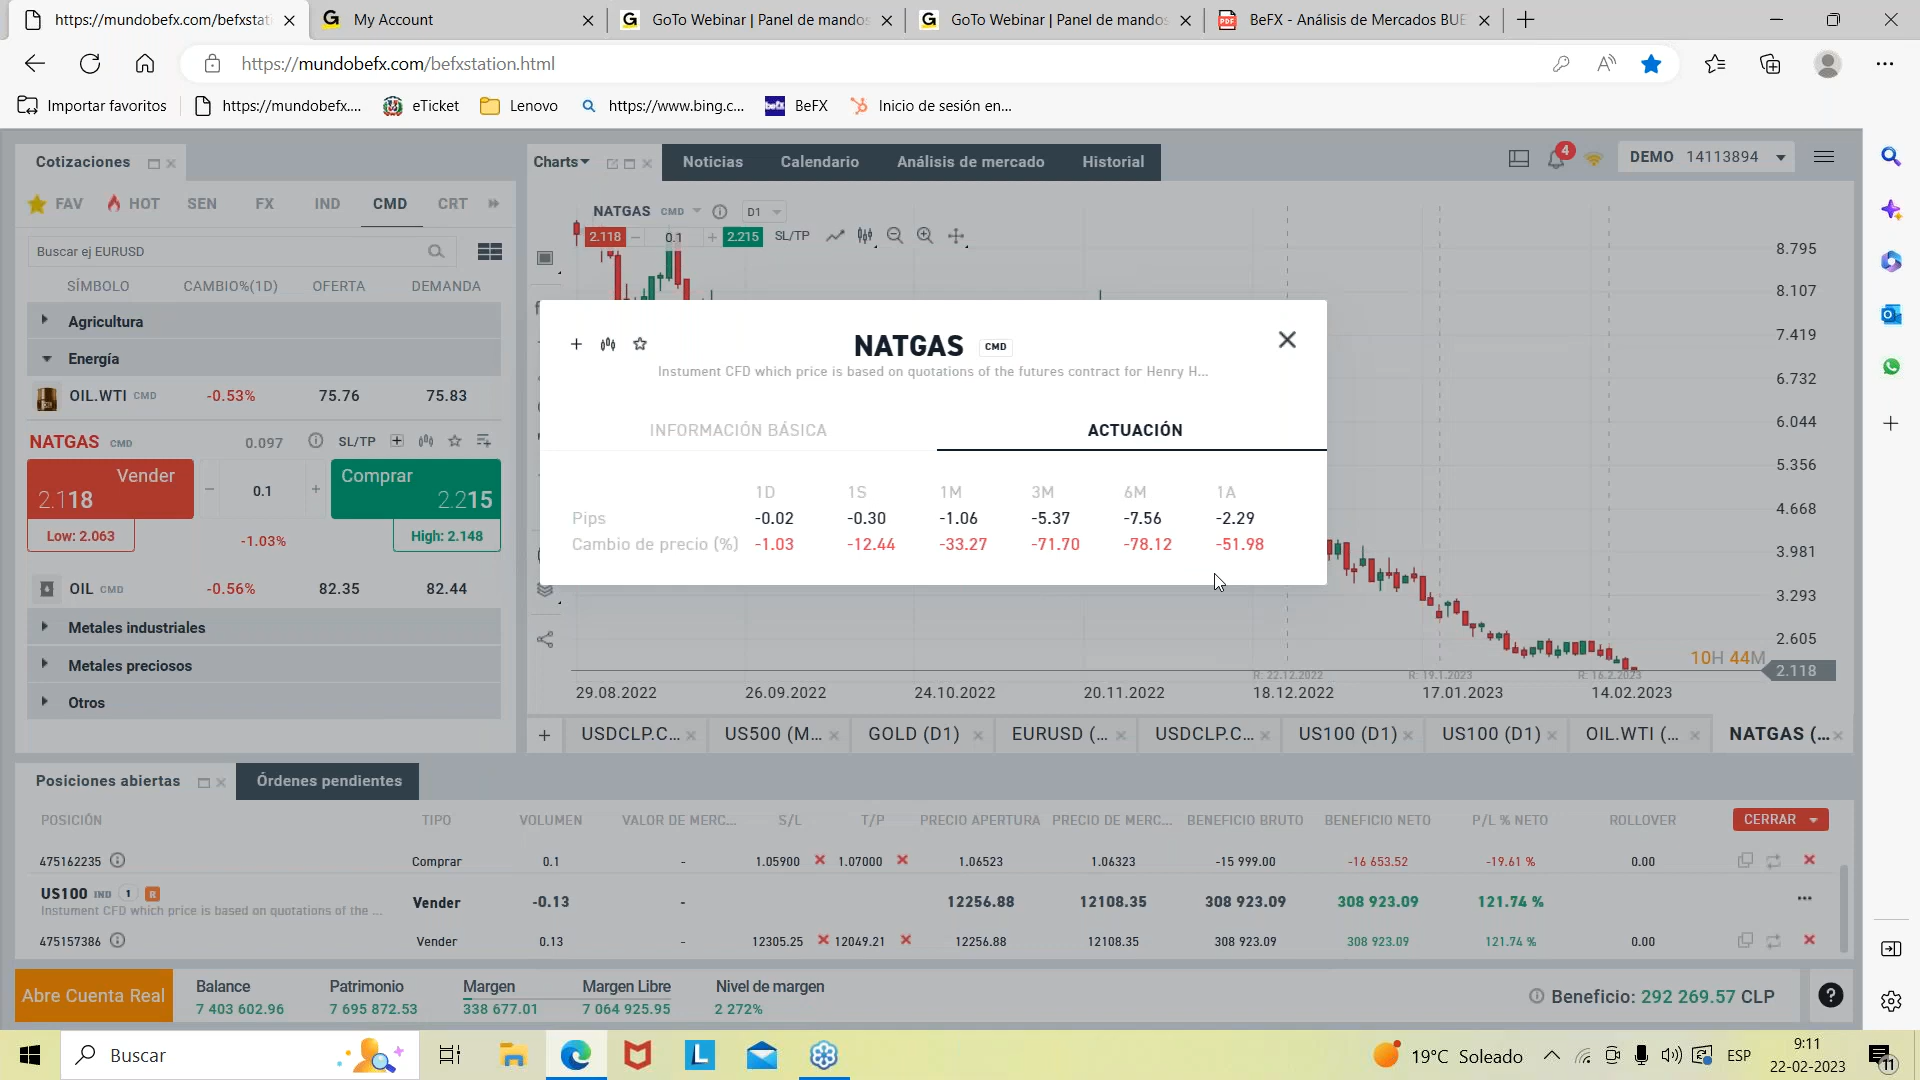 https://mundobefx.com/befxstati
My Account
GoTo Webinar | Panel de mandos
GoTo Webinar | Panel de mandos
BeFX - Análisis de Mercados BUE
https://mundobefx.com/befxstation.html
Importar favoritos
https://mundobefx....
eTicket
Lenovo
https://www.bing.c...
BeFX
Inicio de sesión en...
Cotizaciones
FAV HOT SEN FX IND CMD CRT
Buscar ej EURUSD
SÍMBOLO CAMBIO%(1D) OFERTA DEMANDA
Agricultura
Energía
OIL.WTI CMD -0.53% 75.76 75.83
NATGAS CMD 0.097 SL/TP
Vender 2.118
0.1
Comprar 2.215
Low: 2.063 -1.03% High: 2.148
OIL CMD -0.56% 82.35 82.44
Metales industriales
Metales preciosos
Otros
Charts Noticias Calendario Análisis de mercado Historial
4
DEMO 14113894
NATGAS CMD D1
2.118 0.1 2.215 SL/TP
8.795
8.107
7.419
6.732
6.044
5.356
4.668
3.981
3.293
2.605
2.118
10H 44M
NATGAS CMD
Instument CFD which price is based on quotations of the futures contract for Henry H...
INFORMACIÓN BÁSICA ACTUACIÓN
1D 1S 1M 3M 6M 1A
Pips -0.02 -0.30 -1.06 -5.37 -7.56 -2.29
Cambio de precio (%) -1.03 -12.44 -33.27 -71.70 -78.12 -51.98
R: 22.12.2022 R: 19.1.2023 R: 16.2.2023
29.08.2022 26.09.2022 24.10.2022 20.11.2022 18.12.2022 17.01.2023 14.02.2023
USDCLP.C... US500 (M... GOLD (D1) EURUSD (... USDCLP.C... US100 (D1) US100 (D1) OIL.WTI (... NATGAS (...
Posiciones abiertas Órdenes pendientes
POSICIÓN TIPO VOLUMEN VALOR DE MERC... S/L T/P PRECIO APERTURA PRECIO DE MERC... BENEFICIO BRUTO BENEFICIO NETO P/L % NETO ROLLOVER CERRAR
475162235 Comprar 0.1 - 1.05900 1.07000 1.06523 1.06323 -15 999.00 -16 653.52 -19.61 % 0.00
US100 IND 1 R Vender -0.13 - 12256.88 12108.35 308 923.09 308 923.09 121.74 %
Instument CFD which price is based on quotations of the ...
475157386 Vender 0.13 - 12305.25 12049.21 12256.88 12108.35 308 923.09 308 923.09 121.74 % 0.00
Abre Cuenta Real
Balance Patrimonio Margen Margen Libre Nivel de margen
7 403 602.96 7 695 872.53 338 677.01 7 064 925.95 2 272%
Beneficio: 292 269.57 CLP
Buscar
19°C Soleado
ESP
9:11
22-02-2023
11